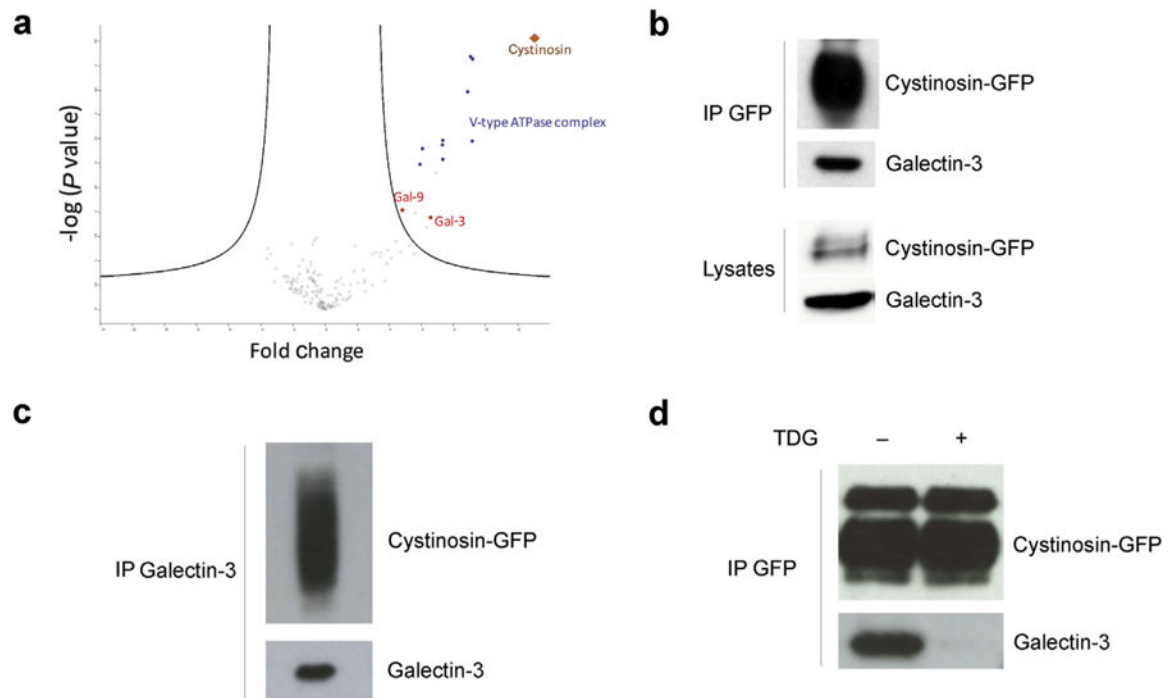 a
Cystinosin
V-type ATPase complex
Gal-9
Gal-3
-log (P value)
Fold Change
b
IP GFP
Cystinosin-GFP
Galectin-3
Lysates
Cystinosin-GFP
Galectin-3
c
IP Galectin-3
Cystinosin-GFP
Galectin-3
d
TDG – +
IP GFP
Cystinosin-GFP
Galectin-3